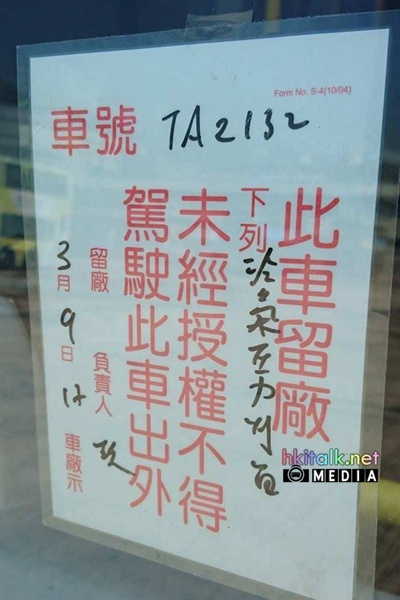 Form No. S-4(10/04)
車號 TA2132
此車留廠
下列
未經授權不得
駕駛此車出外
留廠 負責人
3月9日 車廠示
hkitalk.net
MEDIA